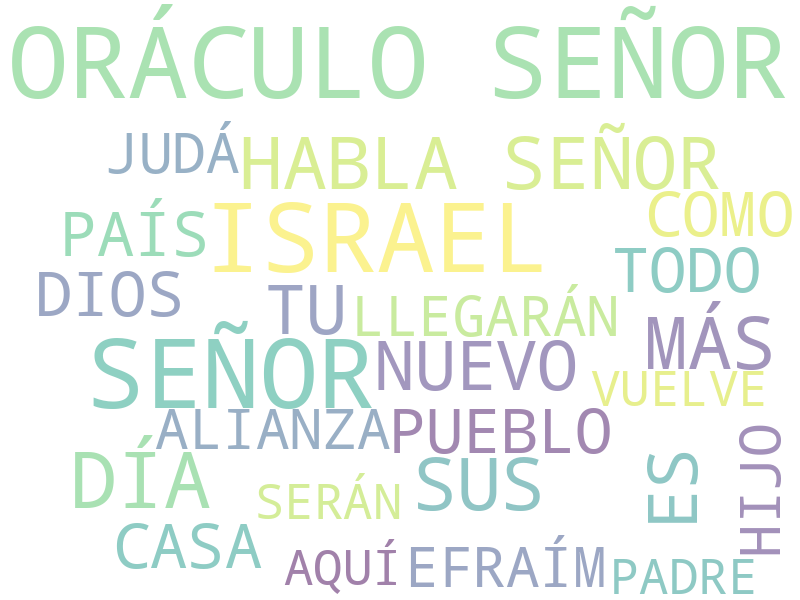 ORÁCULO SEÑOR
JUDÁ HABLA SEÑOR
PAÍS ISRAEL COMO
DIOS TU LLEGARÁN TODO
SEÑOR NUEVO MÁS
VUELVE
ALIANZA PUEBLO
DÍA SERÁN SUS ES HIJO
CASA AQUÍ EFRAÍM PADRE